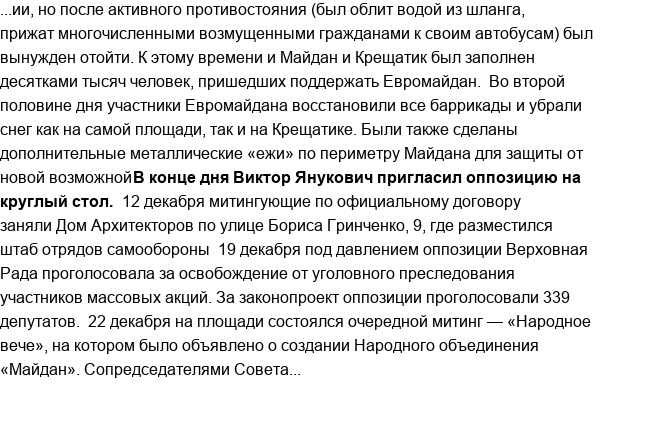 ...ии, но после активного противостояния (был облит водой из шланга,
прижат многочисленными возмущенными гражданами к своим автобусам) был
вынужден отойти. К этому времени и Майдан и Крещатик был заполнен
десятками тысяч человек, пришедших поддержать Евромайдан.  Во второй
половине дня участники Евромайдана восстановили все баррикады и убрали
снег как на самой площади, так и на Крещатике. Были также сделаны
дополнительные металлические «ежи» по периметру Майдана для защиты от
новой возможнойВ конце дня Виктор Янукович пригласил оппозицию на
круглый стол.  12 декабря митингующие по официальному договору
заняли Дом Архитекторов по улице Бориса Гринченко, 9, где разместился
штаб отрядов самообороны  19 декабря под давлением оппозиции Верховная
Рада проголосовала за освобождение от уголовного преследования
участников массовых акций. За законопроект оппозиции проголосовали 339
депутатов.  22 декабря на площади состоялся очередной митинг — «Народное
вече», на котором было объявлено о создании Народного объединения
«Майдан». Сопредседателями Совета...